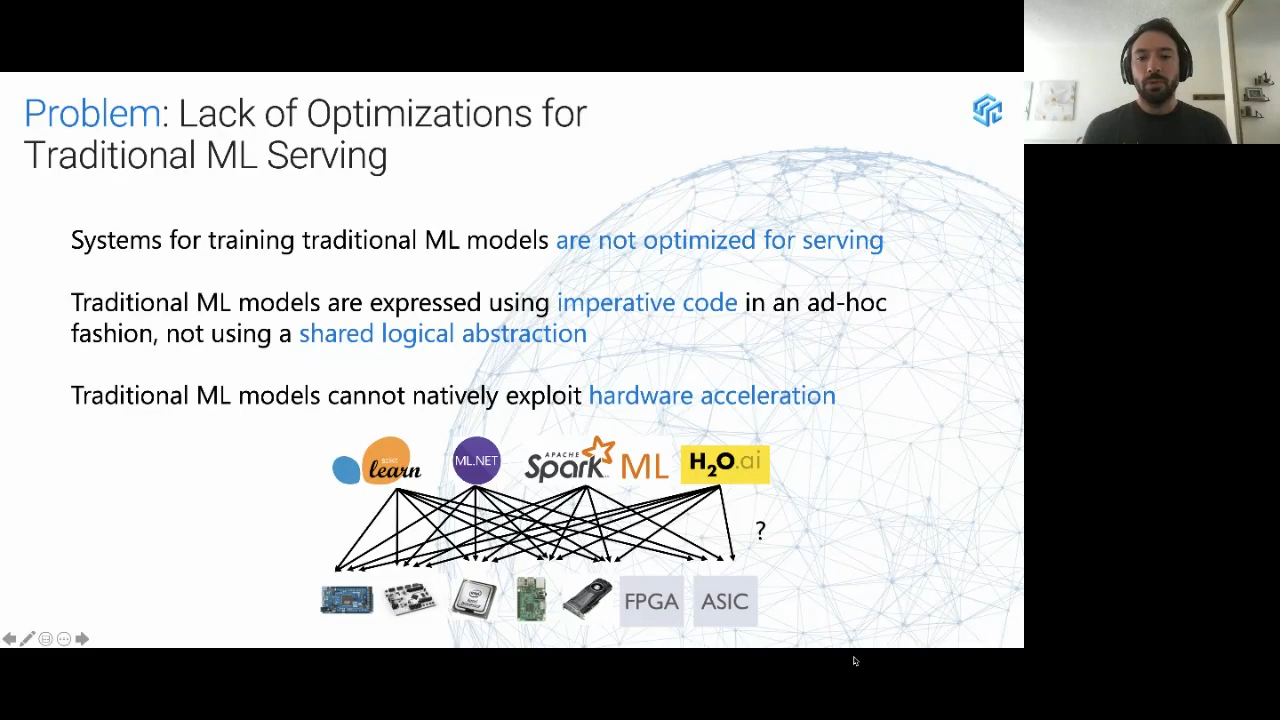 Problem: Lack of Optimizations for
Traditional ML Serving
Systems for training traditional ML models are not optimized for serving
Traditional ML models are expressed using imperative code in an ad-hoc
fashion, not using a shared logical abstraction
Traditional ML models cannot natively exploit hardware acceleration
learn
ML.NET
APACHE
Spark ML
H2O.ai
?
FPGA
ASIC